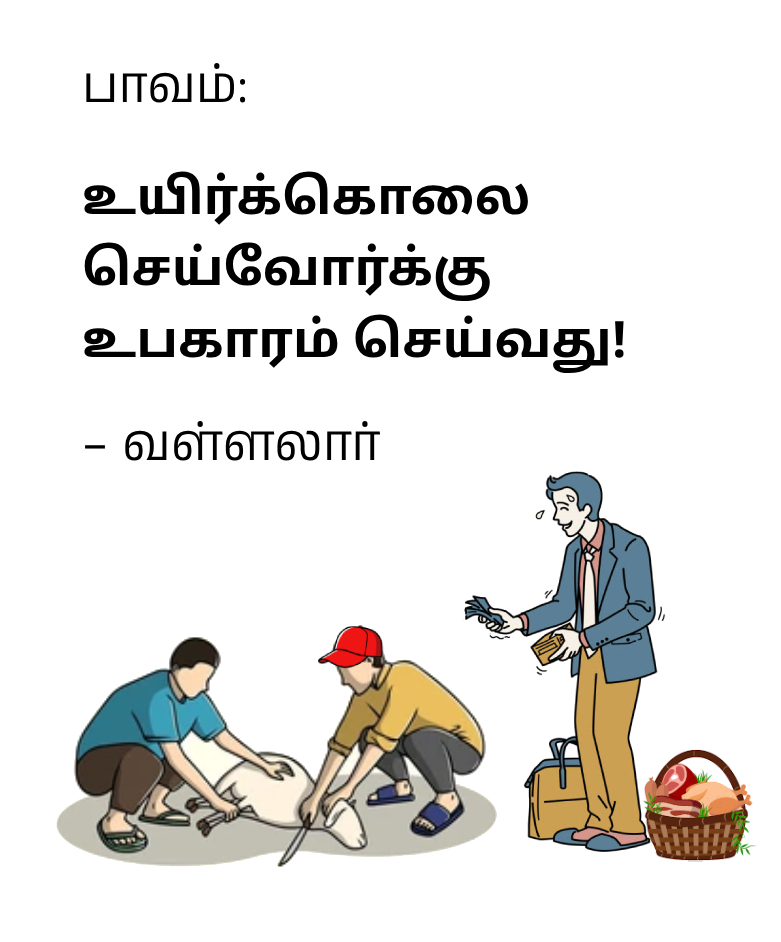 பாவம்:
உயிர்க்கொலை
செய்வோர்க்கு
உபகாரம் செய்வது!
– வள்ளலார்